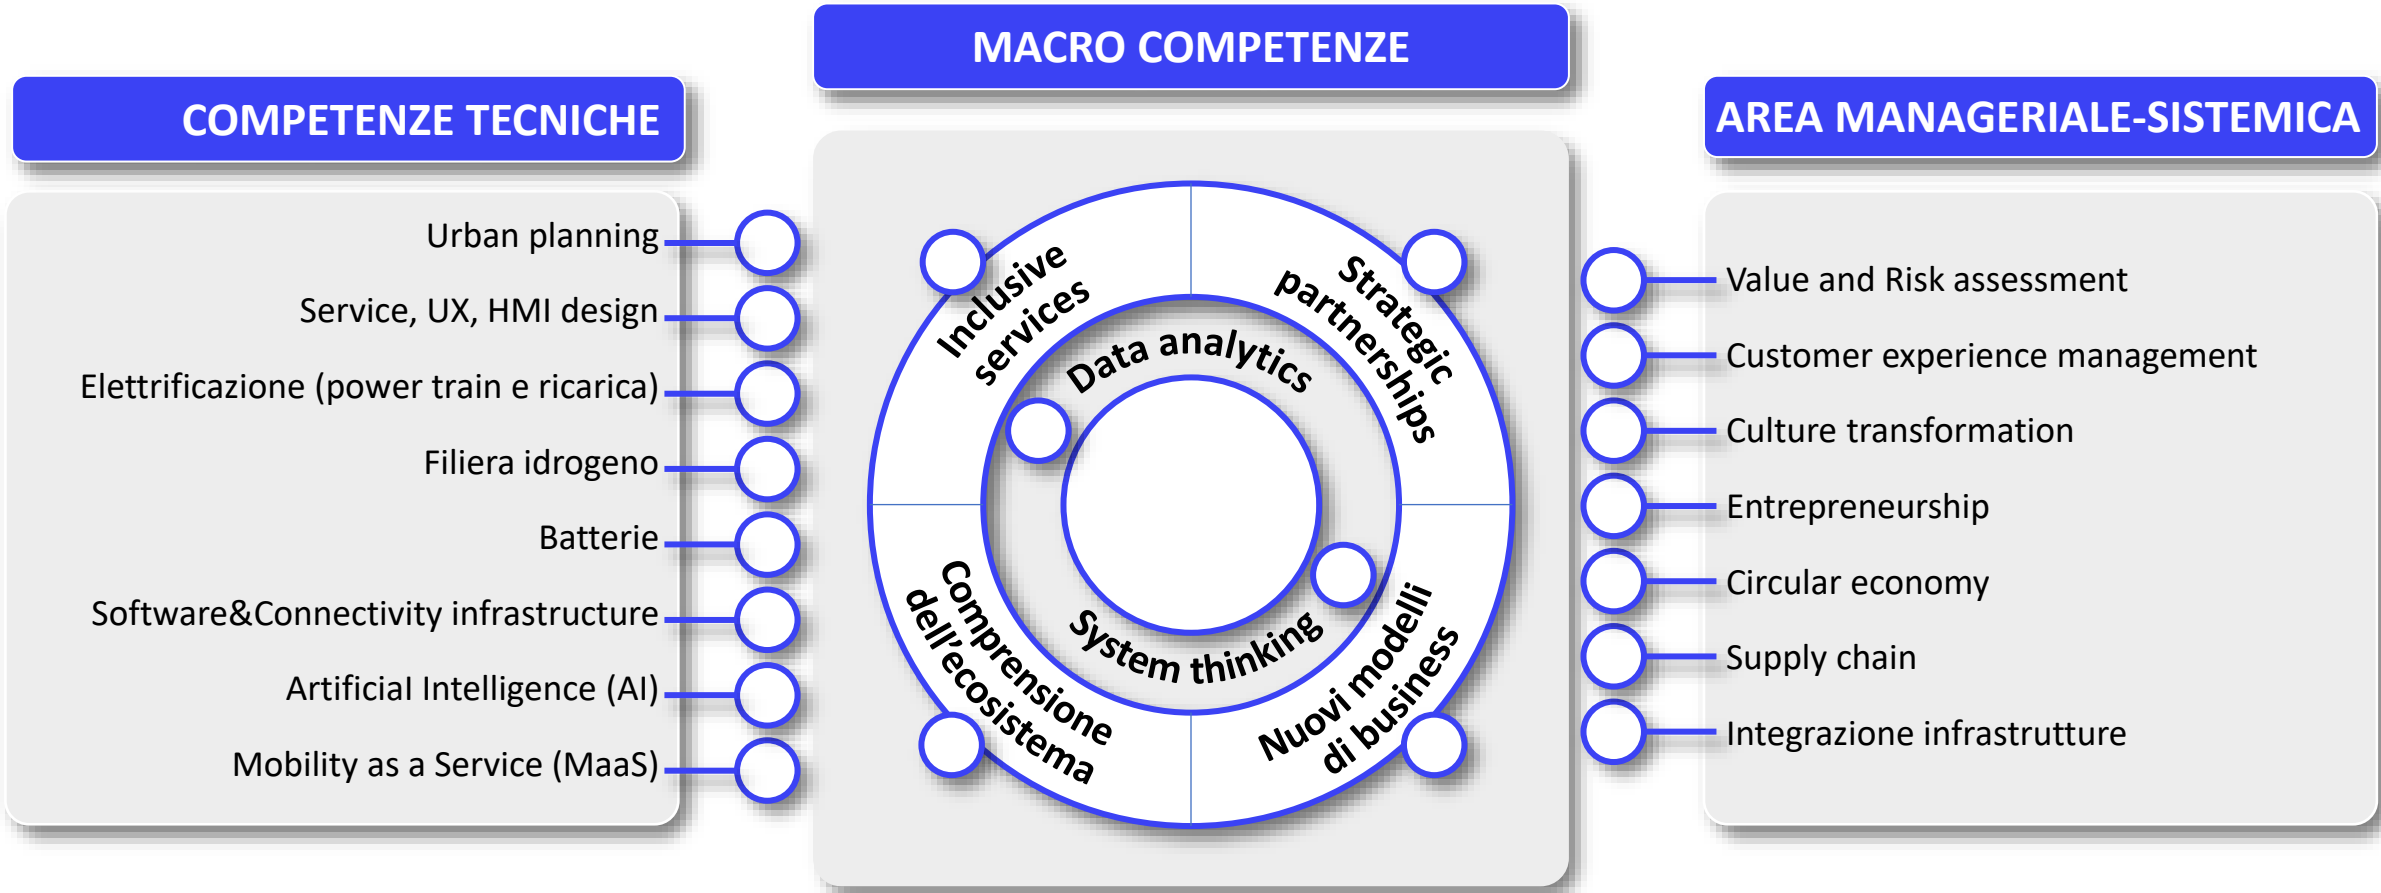 MACRO COMPETENZE
COMPETENZE TECNICHE
Urban planning
Service, UX, HMI design
Elettrificazione (power train e ricarica)
Filiera idrogeno
Batterie
Software&Connectivity infrastructure
Artificial Intelligence (AI)
Mobility as a Service (MaaS)
Inclusive
services
Strategic
partnerships
Data analytics
System thinking
Comprensione
dell'ecosistema
Nuovi modelli
di business
AREA MANAGERIALE-SISTEMICA
Value and Risk assessment
Customer experience management
Culture transformation
Entrepreneurship
Circular economy
Supply chain
Integrazione infrastrutture